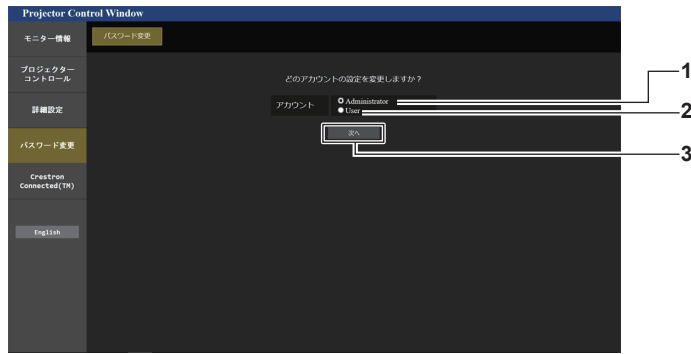 Projector Control Window
モニター情報
パスワード変更
プロジェクター
コントロール
どのアカウントの設定を変更しますか？
1
詳細設定
アカウント
Administrator
User
2
次へ
パスワード変更
3
Crestron
Connected(TM)
English